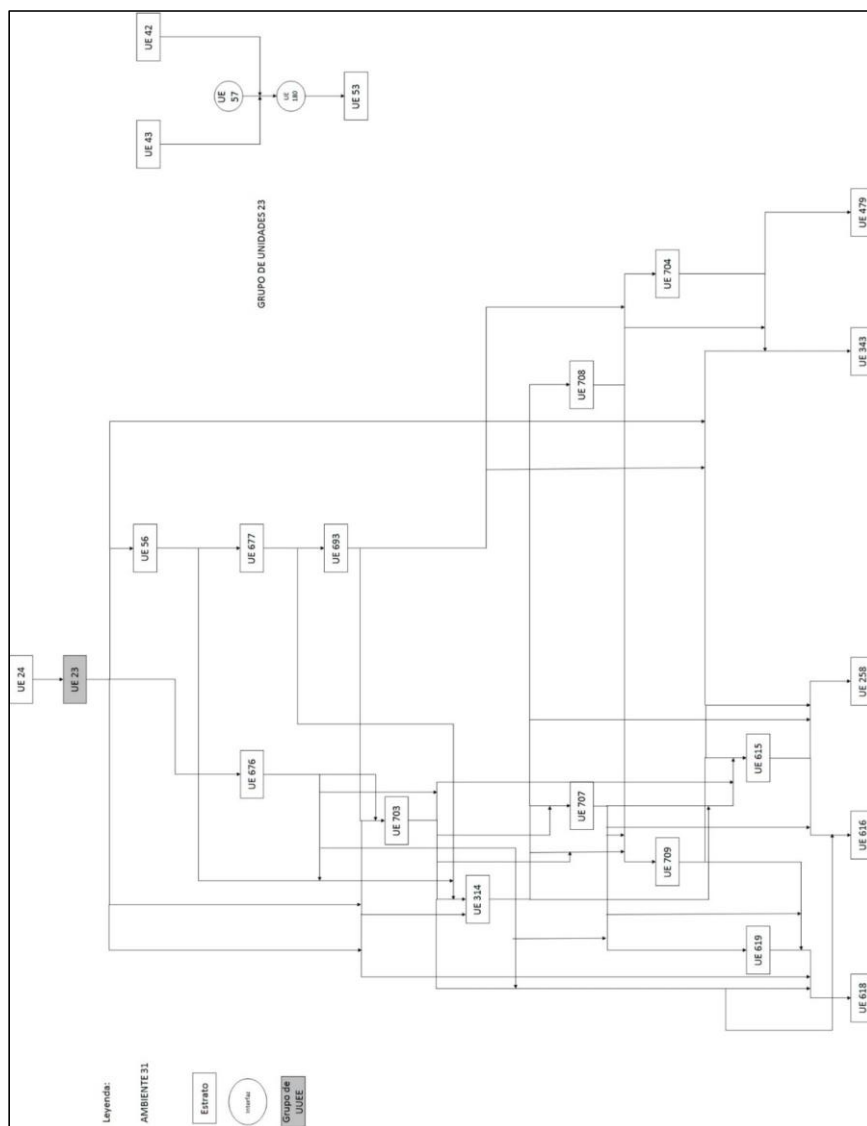 UE 24
UE 23
UE 56
UE 676
UE 677
UE 693
UE 703
UE 314
UE 707
UE 708
UE 709
UE 704
UE 619
UE 615
UE 618
UE 616
UE 258
UE 343
UE 479
GRUPO DE UNIDADES 23
UE 43
UE 42
UE
57
UE
180
UE 53
Leyenda:
AMBIENTE 31
Estrato
Interfaz
Grupo de
UUEE